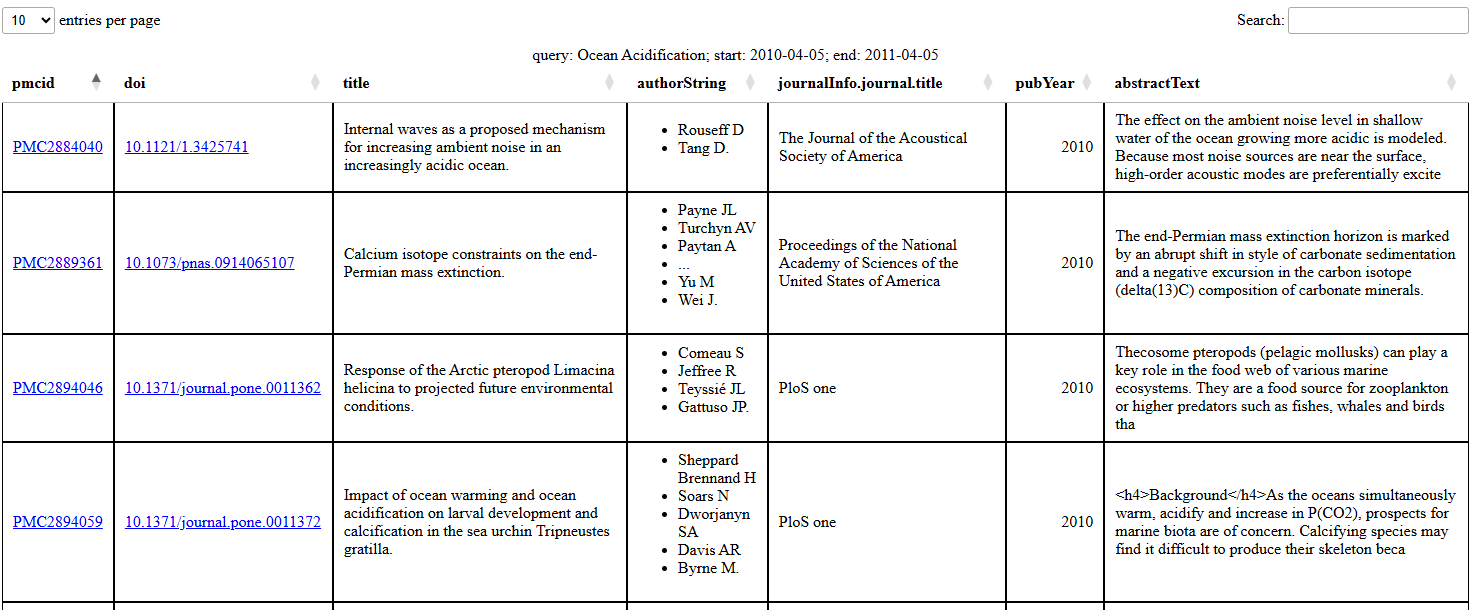 10 entries per page
Search:
query: Ocean Acidification; start: 2010-04-05; end: 2011-04-05
pmcid doi title authorString journalInfo.journal.title pubYear abstractText
PMC2884040
10.1121/1.3425741
Internal waves as a proposed mechanism
for increasing ambient noise in an
increasingly acidic ocean.
• Rouseff D
• Tang D.
The Journal of the Acoustical
Society of America
2010
The effect on the ambient noise level in shallow
water of the ocean growing more acidic is modeled.
Because most noise sources are near the surface,
high-order acoustic modes are preferentially excite
PMC2889361
10.1073/pnas.0914065107
Calcium isotope constraints on the end-
Permian mass extinction.
• Payne JL
• Turchyn AV
• Paytan A
• ...
• Yu M
• Wei J.
Proceedings of the National
Academy of Sciences of the
United States of America
2010
The end-Permian mass extinction horizon is marked
by an abrupt shift in style of carbonate sedimentation
and a negative excursion in the carbon isotope
(delta(13)C) composition of carbonate minerals.
PMC2894046
10.1371/journal.pone.0011362
Response of the Arctic pteropod Limacina
helicina to projected future environmental
conditions.
• Comeau S
• Jeffree R
• Teyssié JL
• Gattuso JP.
PloS one
2010
Thecosome pteropods (pelagic mollusks) can play a
key role in the food web of various marine
ecosystems. They are a food source for zooplankton
or higher predators such as fishes, whales and birds
tha
PMC2894059
10.1371/journal.pone.0011372
Impact of ocean warming and ocean
acidification on larval development and
calcification in the sea urchin Tripneustes
gratilla.
• Sheppard
Brennand H
• Soars N
• Dworjanyn
SA
• Davis AR
• Byrne M.
PloS one
2010
&lt;h4&gt;Background&lt;/h4&gt;As the oceans simultaneously
warm, acidify and increase in P(CO2), prospects for
marine biota are of concern. Calcifying species may
find it difficult to produce their skeleton beca